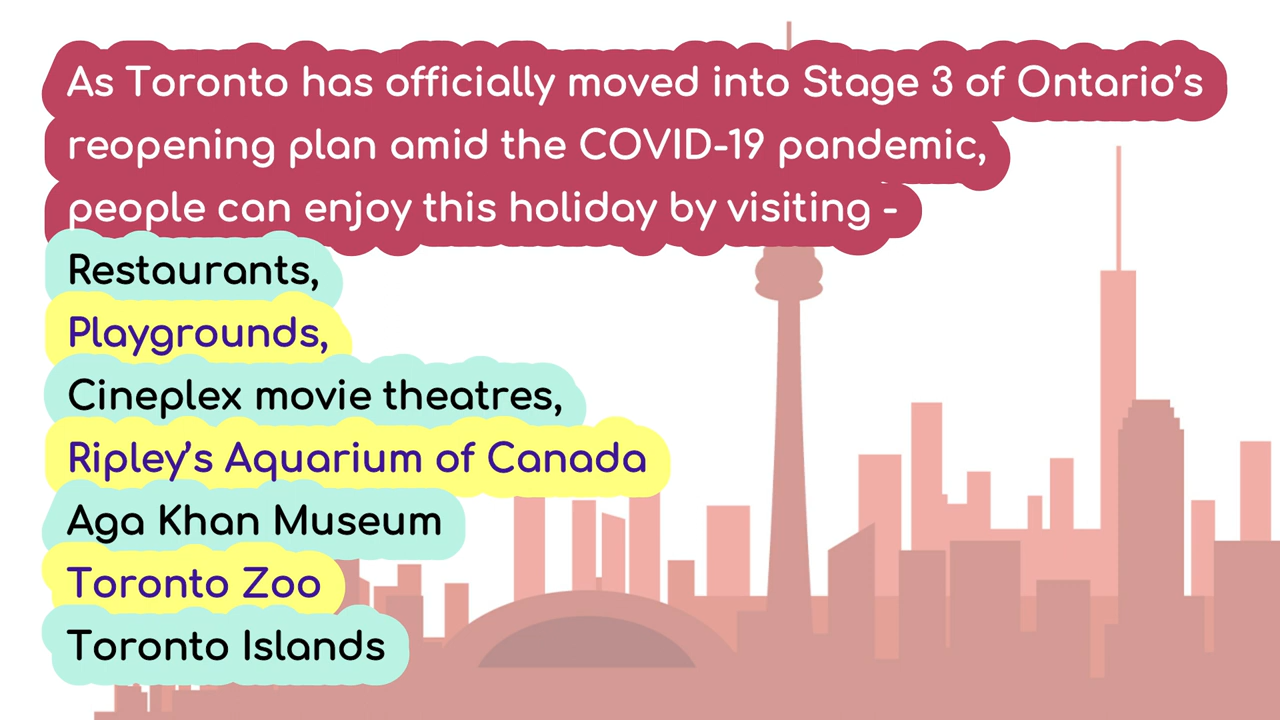 As Toronto has officially moved into Stage 3 of Ontario’s
reopening plan amid the COVID-19 pandemic,
people can enjoy this holiday by visiting -
Restaurants,
Playgrounds,
Cineplex movie theatres,
Ripley’s Aquarium of Canada
Aga Khan Museum
Toronto Zoo
Toronto Islands